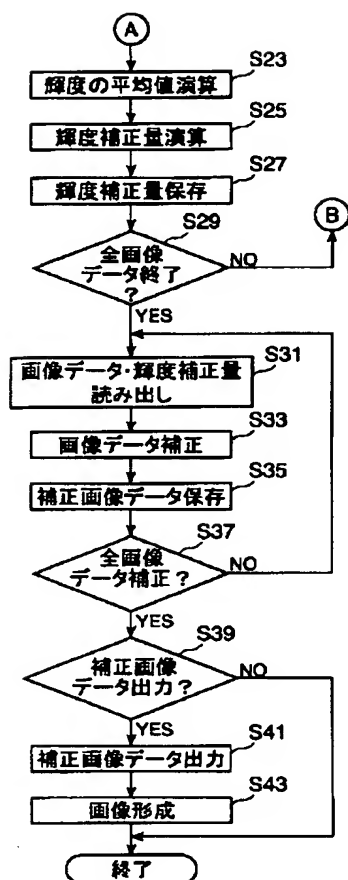 A
S23
輝度の平均値演算
S25
輝度補正量演算
S27
輝度補正量保存
B
S29
全画像
データ終了
?
NO
YES
S31
画像データ・輝度補正量
読み出し
S33
画像データ補正
S35
補正画像データ保存
S37
全画像
データ補正?
NO
YES
S39
補正画像
データ出力?
NO
YES
S41
補正画像データ出力
S43
画像形成
終了